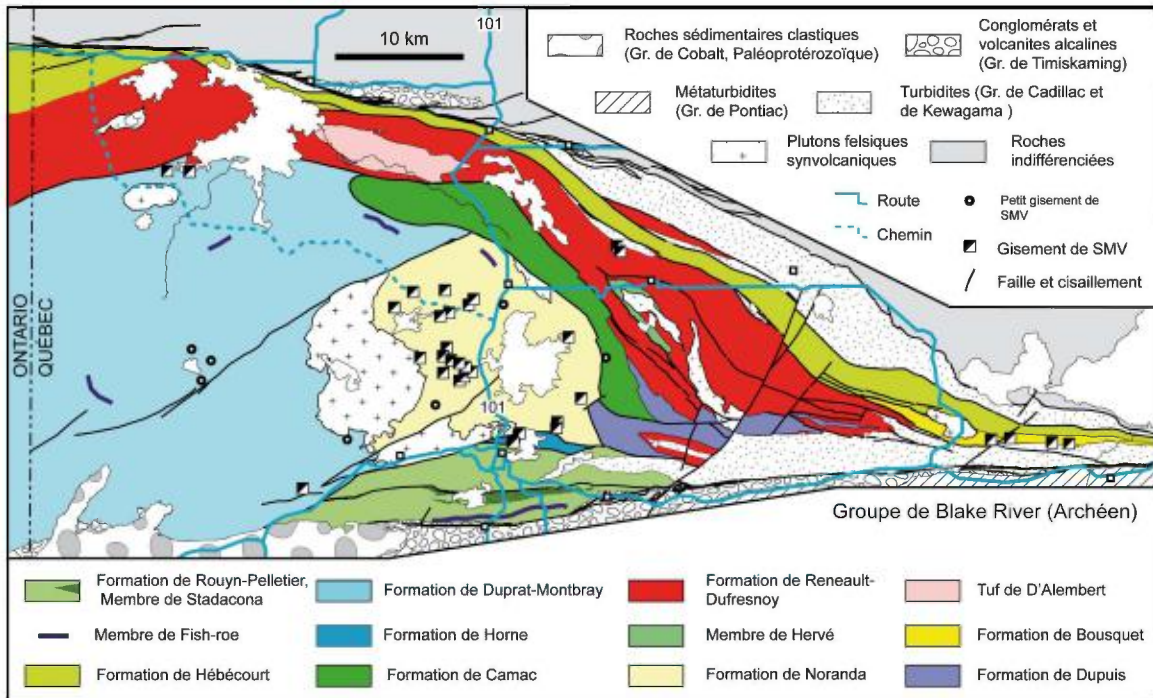 101
10 km
Roches sédimentaires clastiques
(Gr. de Cobalt, Paléoprotérozoïque)
Conglomérats et
volcanites alcalines
(Gr. de Timiskaming)
Métaturbidites
(Gr. de Pontiac)
Turbidites (Gr. de Cadillac et
de Kewagama )
Plutons felsiques
synvolcaniques
Roches
indifférenciées
Route
Petit gisement de
SMV
Chemin
Gisement de SMV
Faille et cisaillement
ONTARIO
QUÉBEC
101
Groupe de Blake River (Archéen)
Formation de Rouyn-Pelletier,
Membre de Stadacona
Formation de Duprat-Montbray
Formation de Reneault-
Dufresnoy
Tuf de D'Alembert
Membre de Fish-roe
Formation de Horne
Membre de Hervé
Formation de Bousquet
Formation de Hébécourt
Formation de Camac
Formation de Noranda
Formation de Dupuis